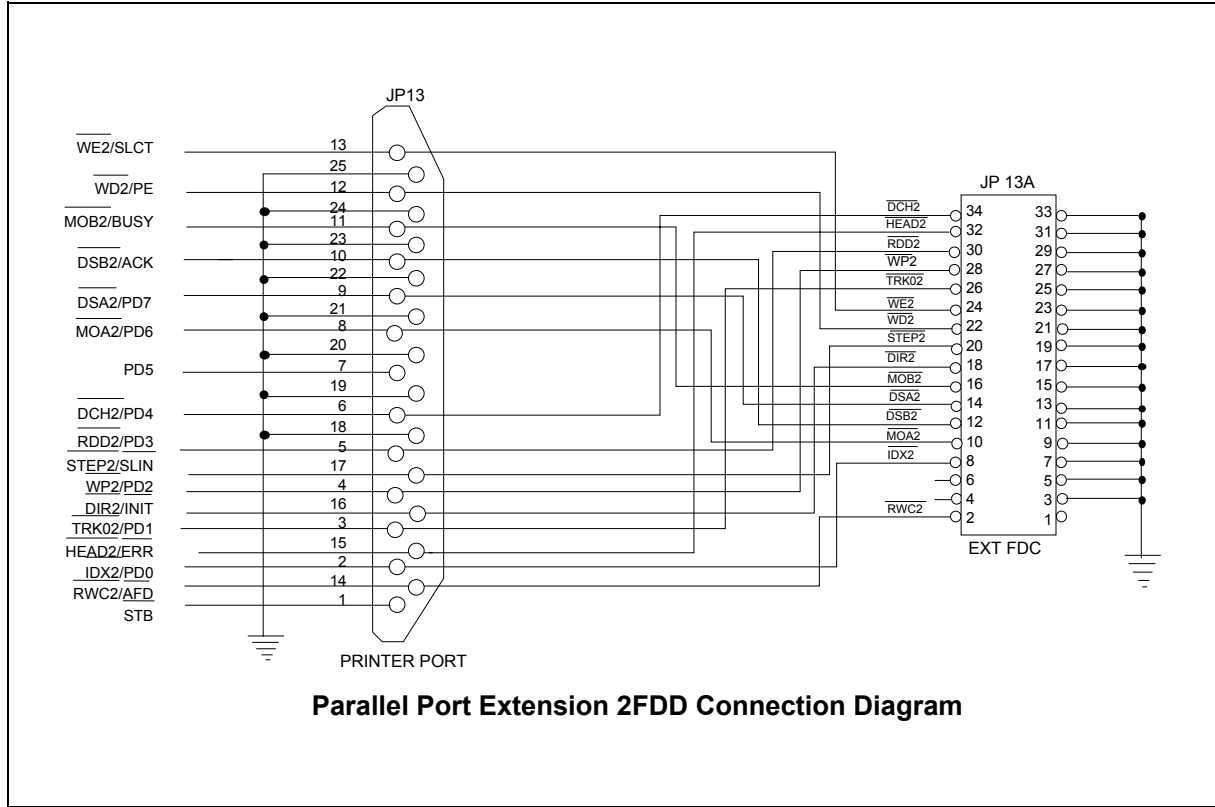 JP13
WE2/SLCT
WD2/PE
MOB2/BUSY
DSB2/ACK
DSA2/PD7
MOA2/PD6
PD5
DCH2/PD4
RDD2/PD3
STEP2/SLIN
WP2/PD2
DIR2/INIT
TRK02/PD1
HEAD2/ERR
IDX2/PD0
RWC2/AFD
STB
13
25
12
24
11
23
10
22
9
21
8
20
7
19
6
18
5
17
4
16
3
15
2
14
1
PRINTER PORT
JP 13A
DCH2
HEAD2
RDD2
WP2
TRK02
WE2
WD2
STEP2
DIR2
MOB2
DSA2
DSB2
MOA2
IDX2
RWC2
34 33
32 31
30 29
28 27
26 25
24 23
22 21
20 19
18 17
16 15
14 13
12 11
10 9
8 7
6 5
4 3
2 1
EXT FDC
Parallel Port Extension 2FDD Connection Diagram